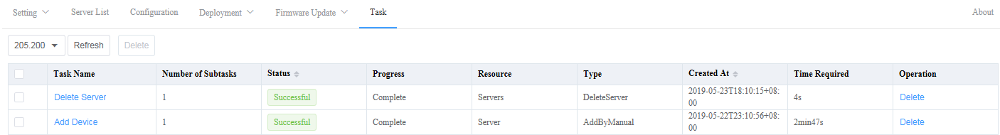 Setting Server List Configuration Deployment Firmware Update Task About
205.200 Refresh Delete
Task Name Number of Subtasks Status Progress Resource Type Created At Time Required Operation
Delete Server 1 Successful Complete Servers DeleteServer 2019-05-23T18:10:15+08:00 4s Delete
Add Device 1 Successful Complete Server AddByManual 2019-05-22T23:10:56+08:00 2min47s Delete